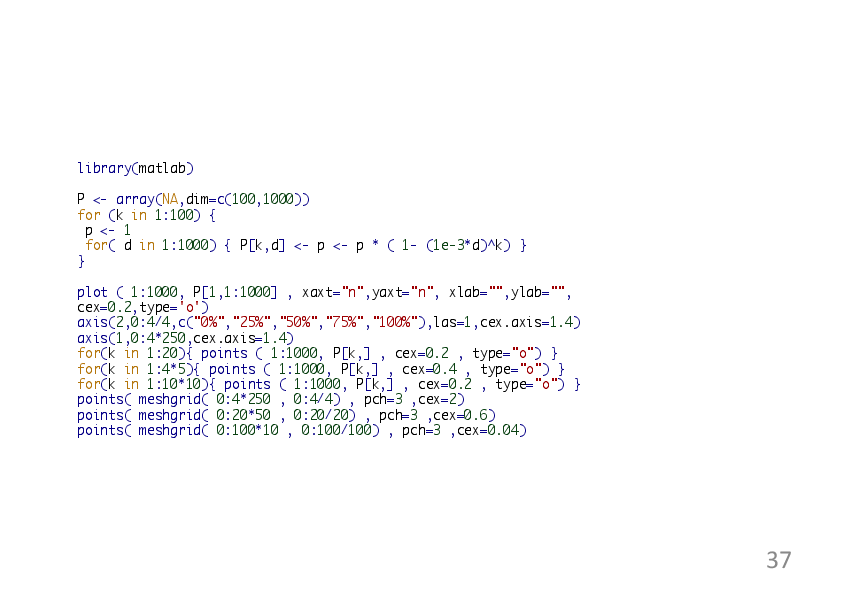 library(matlab)
P <- array(NA,dim=c(100,1000))
for (k in 1:100) {
p <- 1
for( d in 1:1000) { P[k,d] <- p <- p * ( 1- (1e-3*d)^k) }
}
plot ( 1:1000, P[1,1:1000] , xaxt="n",yaxt="n", xlab="",ylab="",
cex=0.2,type='o')
axis(2,0:4/4,c("0%","25%","50%","75%","100%"),las=1,cex.axis=1.4)
axis(1,0:4*250,cex.axis=1.4)
for(k in 1:20){ points ( 1:1000, P[k,] , cex=0.2 , type="o") }
for(k in 1:4*5){ points ( 1:1000, P[k,] , cex=0.4 , type="o") }
for(k in 1:10*10){ points ( 1:1000, P[k,] , cex=0.2 , type="o") }
points( meshgrid( 0:4*250 , 0:4/4) , pch=3 ,cex=2)
points( meshgrid( 0:20*50 , 0:20/20) , pch=3 ,cex=0.6)
points( meshgrid( 0:100*10 , 0:100/100) , pch=3 ,cex=0.04)
37